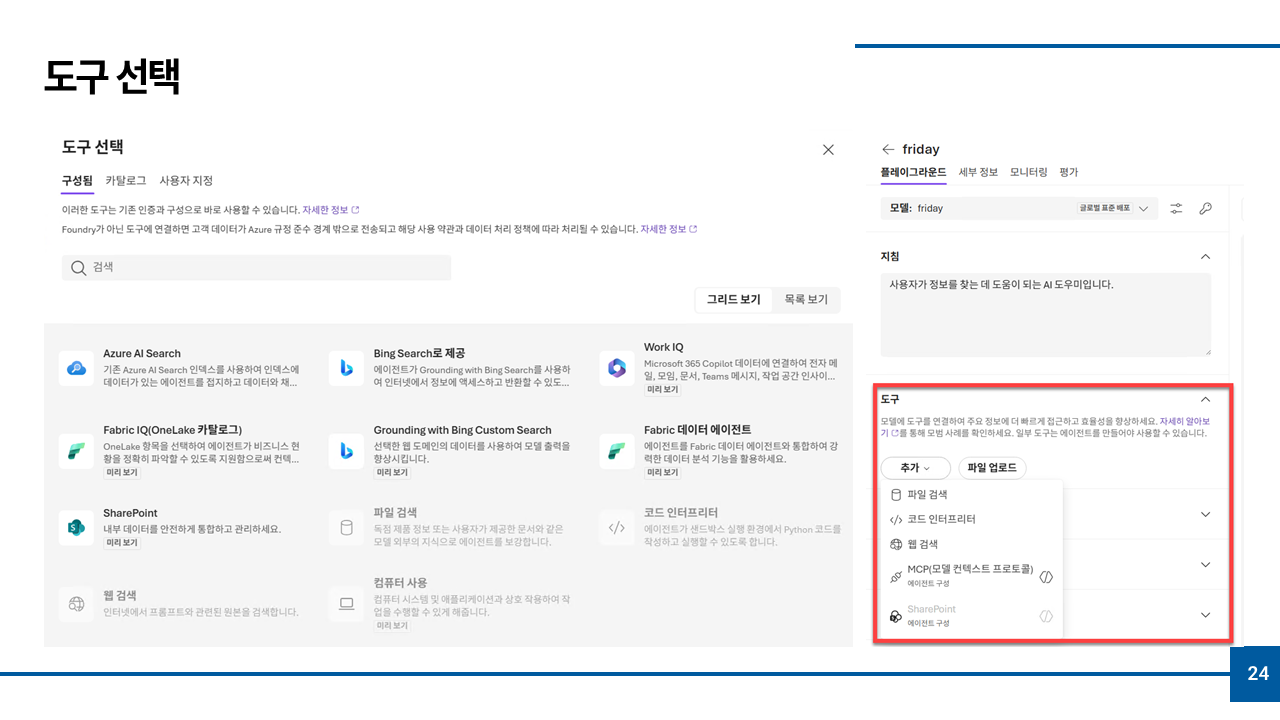 도구 선택
도구 선택
구성됨 카탈로그 사용자 지정
이러한 도구는 기존 인증과 구성으로 바로 사용할 수 있습니다. 자세한 정보
Foundry가 아닌 도구에 연결하면 고객 데이터가 Azure 규정 준수 경계 밖으로 전송되고 해당 사용 약관과 데이터 처리 정책에 따라 처리될 수 있습니다. 자세한 정보
검색
그리드 보기 목록 보기
Azure AI Search
기존 Azure AI Search 인덱스를 사용하여 인덱스에
데이터가 있는 에이전트를 접지하고 데이터와 채...
Bing Search로 제공
에이전트가 Grounding with Bing Search를 사용하
여 인터넷에서 정보에 액세스하고 반환할 수 있도...
Work IQ
Microsoft 365 Copilot 데이터에 연결하여 전자 메
일, 모임, 문서, Teams 메시지, 작업 공간 인사이...
미리 보기
Fabric IQ(OneLake 카탈로그)
OneLake 항목을 선택하여 에이전트가 비즈니스 현
황을 정확히 파악할 수 있도록 지원함으로써 컨텍...
미리 보기
Grounding with Bing Custom Search
선택한 웹 도메인의 데이터를 사용하여 모델 출력을
향상시킵니다.
미리 보기
Fabric 데이터 에이전트
에이전트를 Fabric 데이터 에이전트와 통합하여 강
력한 데이터 분석 기능을 활용하세요.
미리 보기
SharePoint
내부 데이터를 안전하게 통합하고 관리하세요.
미리 보기
파일 검색
독점 제품 정보 또는 사용자가 제공한 문서와 같은
모델 외부의 지식으로 에이전트를 보강합니다.
코드 인터프리터
에이전트가 샌드박스 실행 환경에서 Python 코드를
작성하고 실행할 수 있도록 합니다.
웹 검색
인터넷에서 프롬프트와 관련된 원본을 검색합니다.
컴퓨터 사용
컴퓨터 시스템 및 애플리케이션과 상호 작용하여 작
업을 수행할 수 있게 해줍니다.
미리 보기
friday
플레이그라운드 세부 정보 모니터링 평가
모델: friday 글로벌 표준 배포
지침
사용자가 정보를 찾는 데 도움이 되는 AI 도우미입니다.
도구
모델에 도구를 연결하여 주요 정보에 더 빠르게 접근하고 효율성을 향상하세요. 자세히 알아보
기 를 통해 모범 사례를 확인하세요. 일부 도구는 에이전트를 만들어야 사용할 수 있습니다.
추가 파일 업로드
파일 검색
코드 인터프리터
웹 검색
MCP(모델 컨텍스트 프로토콜)
에이전트 구성
SharePoint
에이전트 구성
24